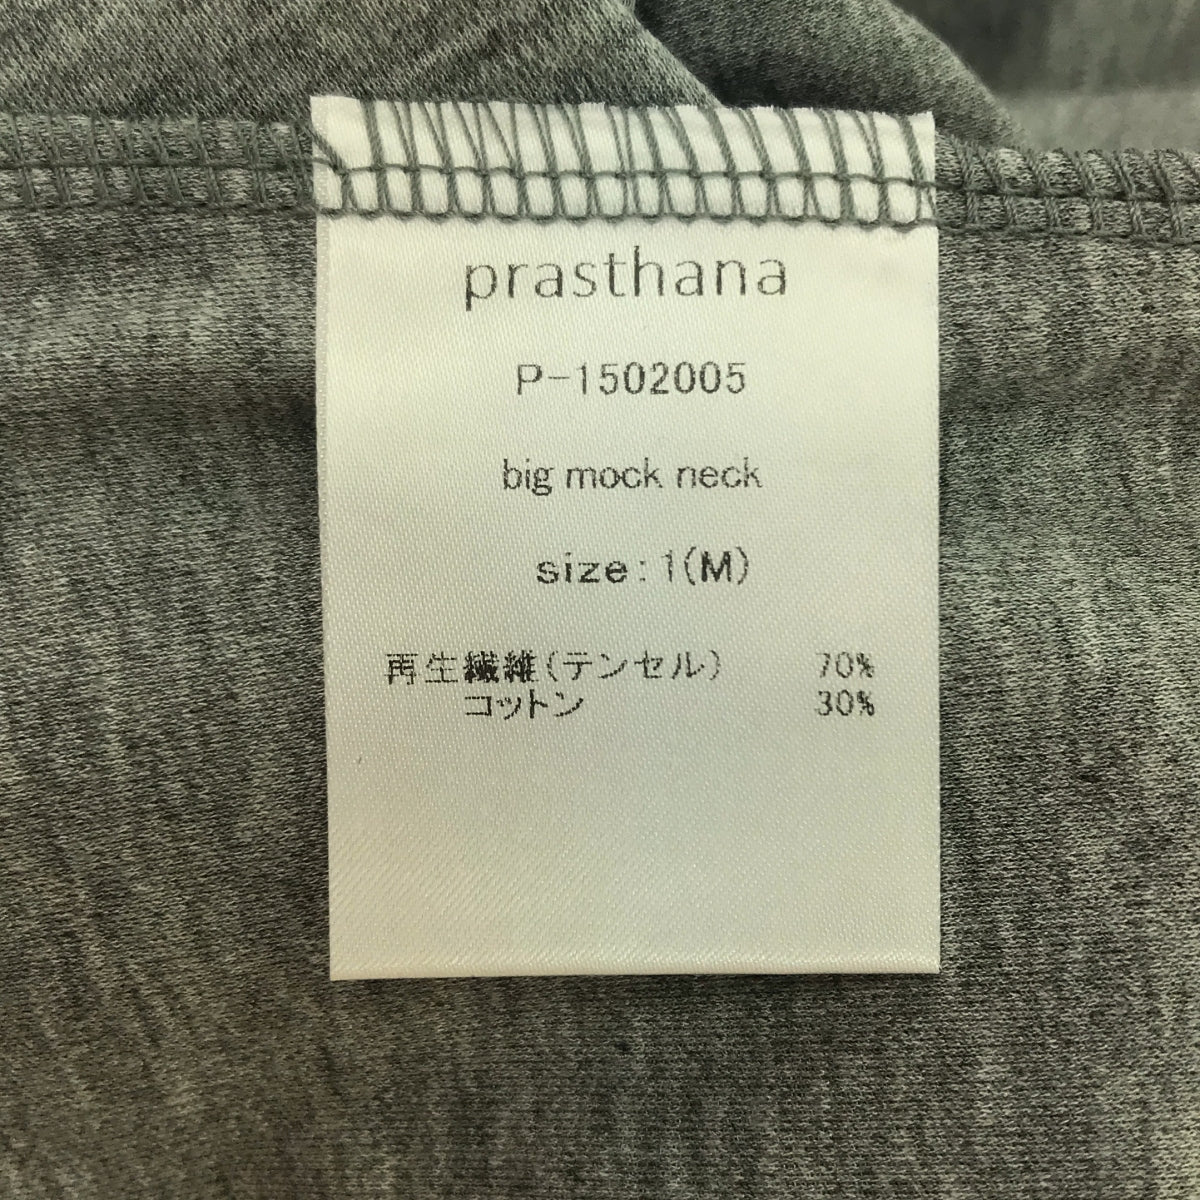 prasthana
P-1502005
big mock neck
size: 1(M)
再生繊維(テンセル) 70%
コットン 30%